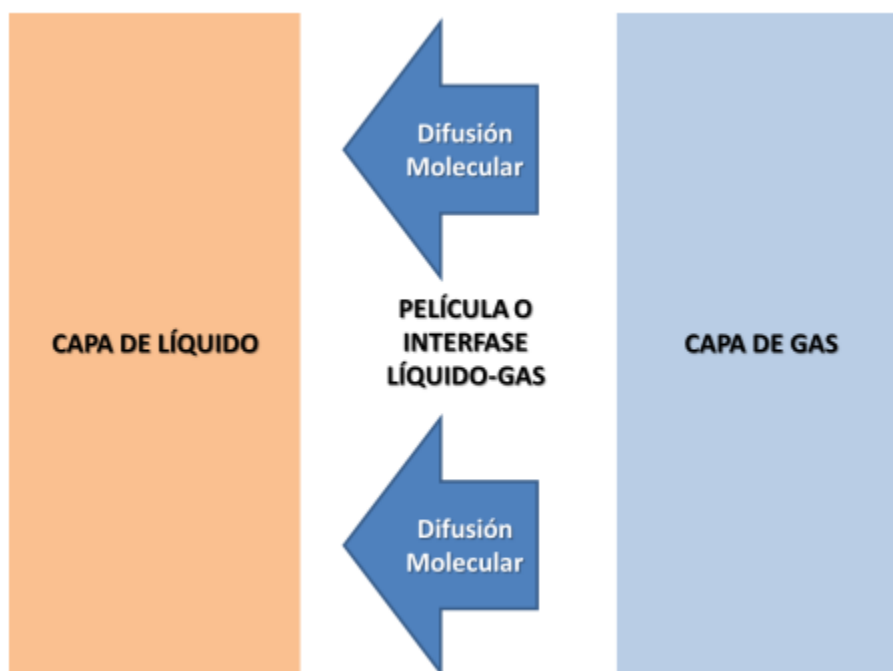 Difusión
Molecular
CAPA DE LÍQUIDO
PELÍCULA O
INTERFASE
LÍQUIDO-GAS
CAPA DE GAS
Difusión
Molecular